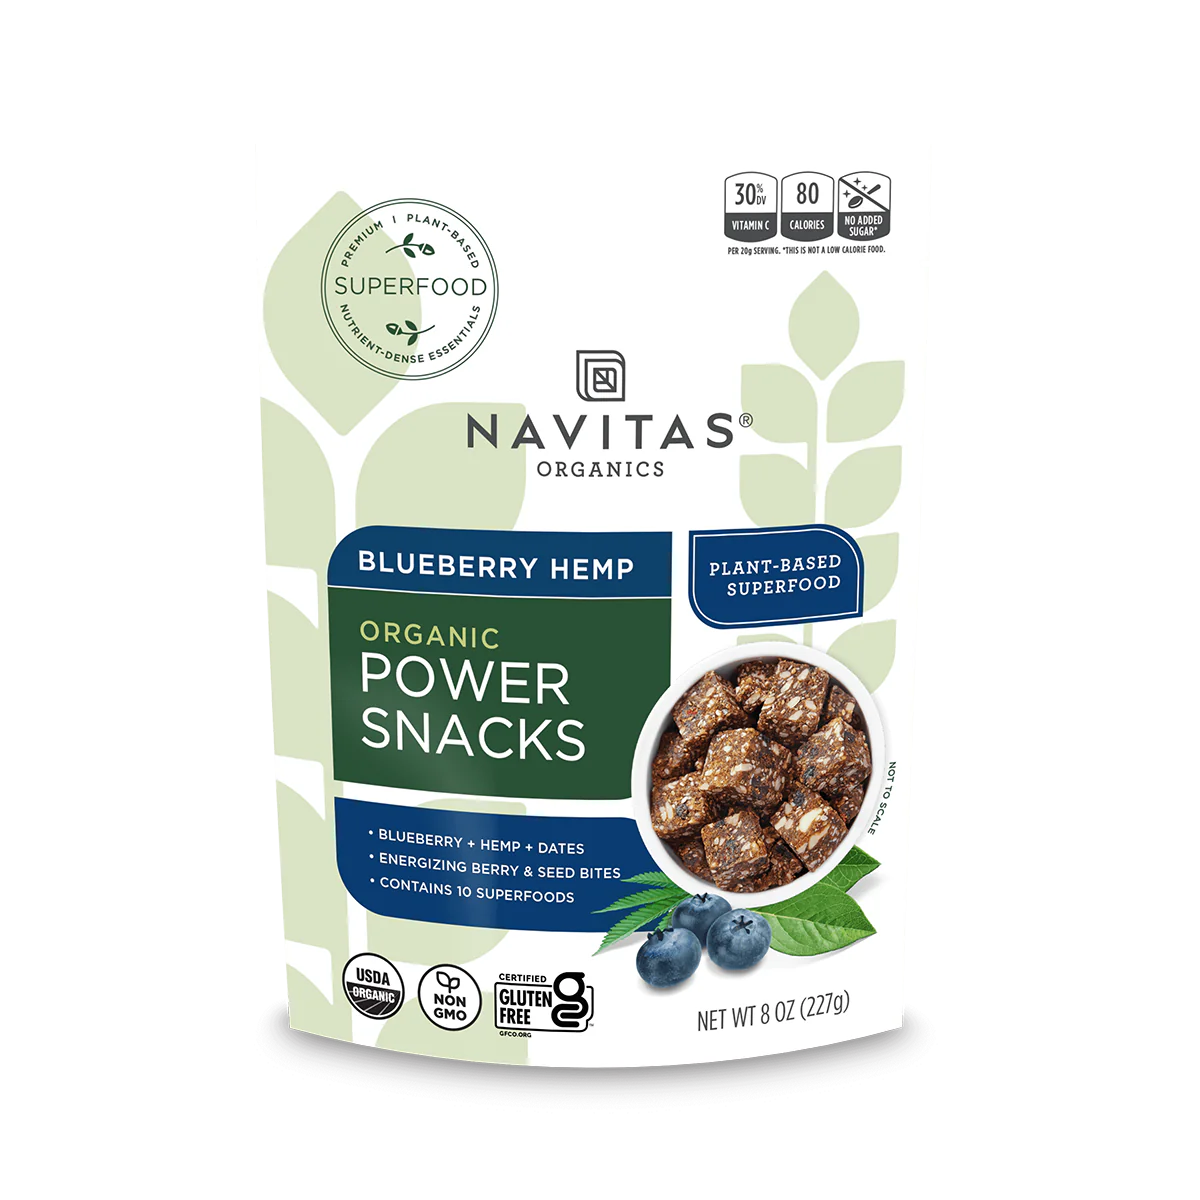 PREMIUM | PLANT-BASED
SUPERFOOD
NUTRIENT-DENSE ESSENTIALS
30% DV
VITAMIN C
80
CALORIES
NO ADDED
SUGAR*
PER 20g SERVING. *THIS IS NOT A LOW CALORIE FOOD.
NAVITAS®
ORGANICS
BLUEBERRY HEMP
PLANT-BASED
SUPERFOOD
ORGANIC
POWER
SNACKS
NOT TO SCALE
• BLUEBERRY + HEMP + DATES
• ENERGIZING BERRY & SEED BITES
• CONTAINS 10 SUPERFOODS
USDA
ORGANIC
NON
GMO
CERTIFIED
GLUTEN
FREE
g
™
GFCO.ORG
NET WT 8 OZ (227g)